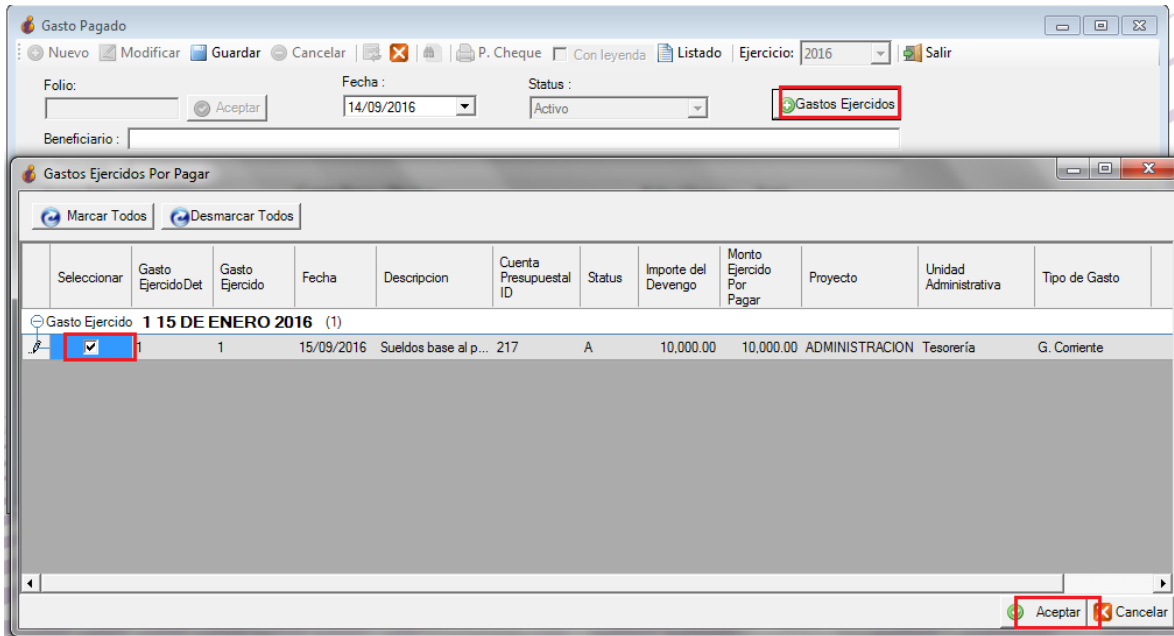 Gasto Pagado
Nuevo Modificar Guardar Cancelar P. Cheque Con leyenda Listado Ejercicio: 2016 Salir
Folio: Fecha : Status :
Aceptar 14/09/2016 Activo Gastos Ejercidos
Beneficiario :
Gastos Ejercidos Por Pagar
Marcar Todos Desmarcar Todos
Seleccionar Gasto EjercidoDet Gasto Ejercido Fecha Descripcion Cuenta Presupuestal ID Status Importe del Devengo Monto Ejercido Por Pagar Proyecto Unidad Administrativa Tipo de Gasto
Gasto Ejercido 1 15 DE ENERO 2016 (1)
1 1 15/09/2016 Sueldos base al p... 217 A 10,000.00 10,000.00 ADMINISTRACION Tesorería G. Corriente
Aceptar Cancelar